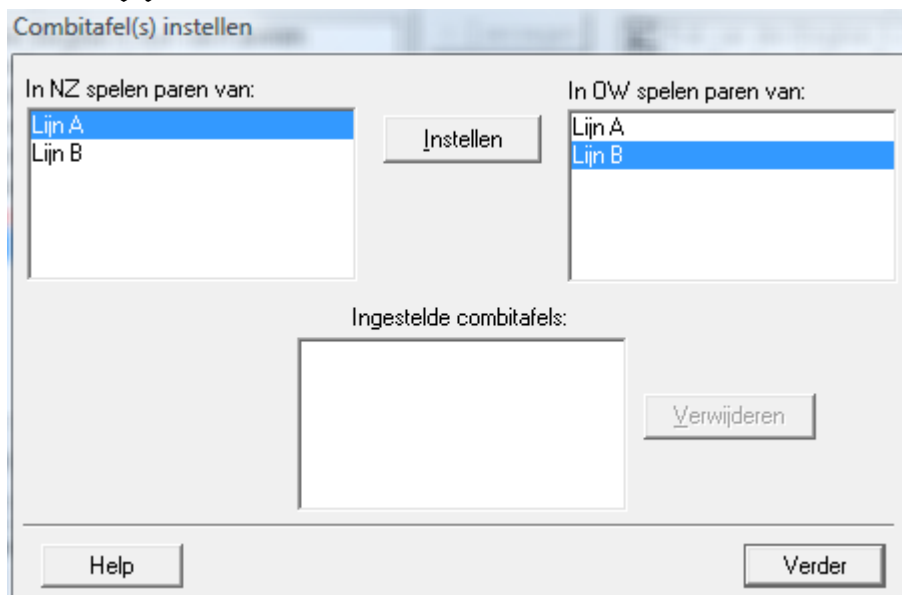 Combitafel(s) instellen
In NZ spelen paren van:
In OW spelen paren van:
Lijn A
Lijn B
Instellen
Lijn A
Lijn B
Ingestelde combitafels:
Verwijderen
Help
Verder